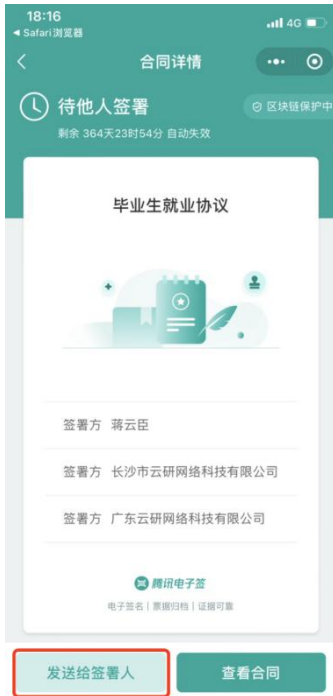 18:16
4G
◀ Safari浏览器
合同详情
待他人签署
区块链保护中
剩余 364天23时54分 自动失效
毕业生就业协议
签署方 蒋云臣
签署方 长沙市云研网络科技有限公司
签署方 广东云研网络科技有限公司
腾讯电子签
电子签名 | 票据归档 | 证据可靠
发送给签署人
查看合同